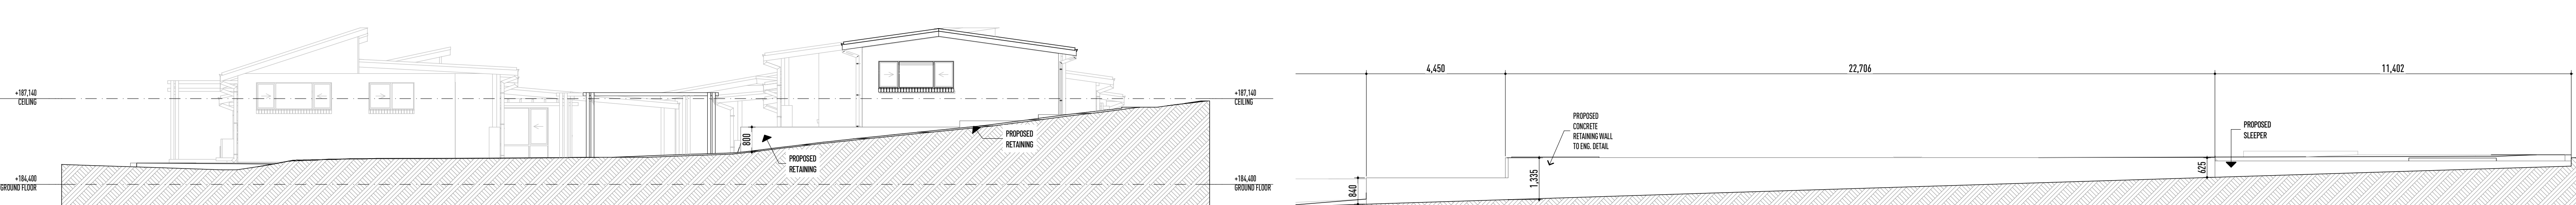 +187,140
CEILING
+184,400
GROUND FLOOR
800
PROPOSED
RETAINING
PROPOSED
RETAINING
+187,140
CEILING
+184,400
GROUND FLOOR
4,450
22,706
11,402
840
1,335
PROPOSED
CONCRETE
RETAINING WALL
TO ENG. DETAIL
625
PROPOSED
SLEEPER